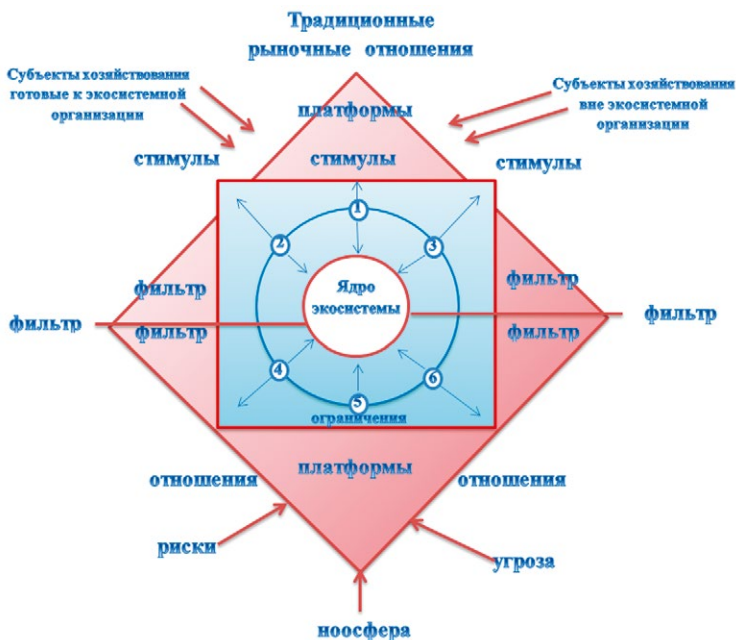 Традиционные
рыночные отношения
Субъекты хозяйствования
готовые к экосистемной
организации
Субъекты хозяйствования
вне экосистемной
организации
платформы
стимулы
стимулы
стимулы
1
2
3
Ядро
экосистемы
фильтр
фильтр
фильтр
фильтр
фильтр
фильтр
4
5
6
ограничения
платформы
отношения
отношения
риски
угроза
ноосфера